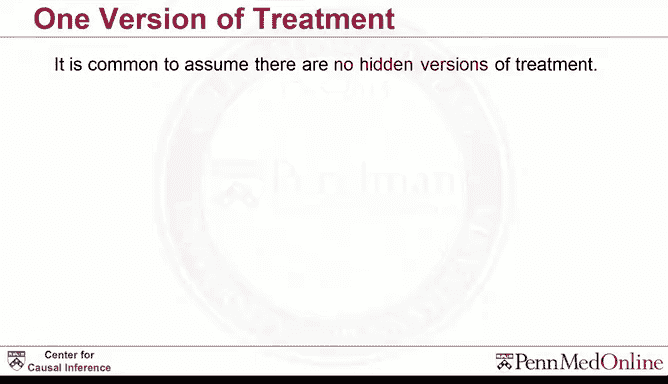 One Version of Treatment
It is common to assume there are no hidden versions of treatment.
Perelman
Center for
Causal Inference
PennMedOnline